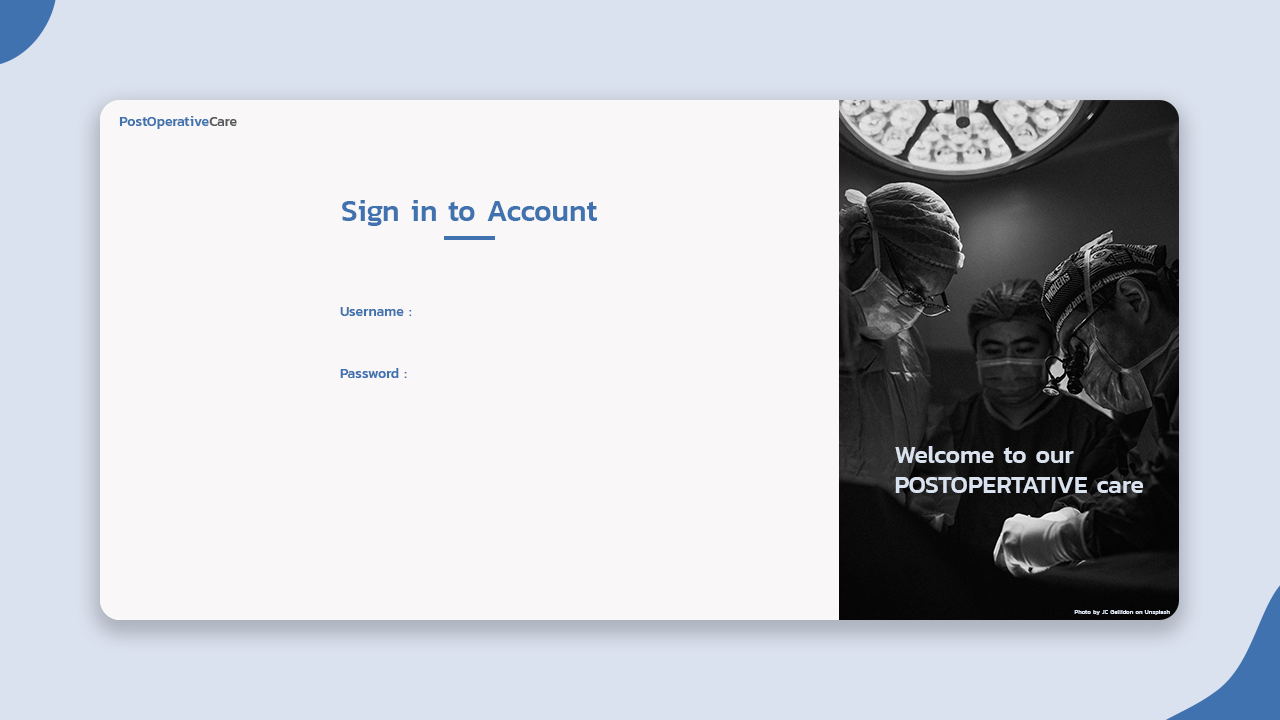 PostOperativeCare
Sign in to Account
Username :
Password :
Welcome to our
POSTOPERTATIVE care
Photo by JC Gellidon on Unsplash